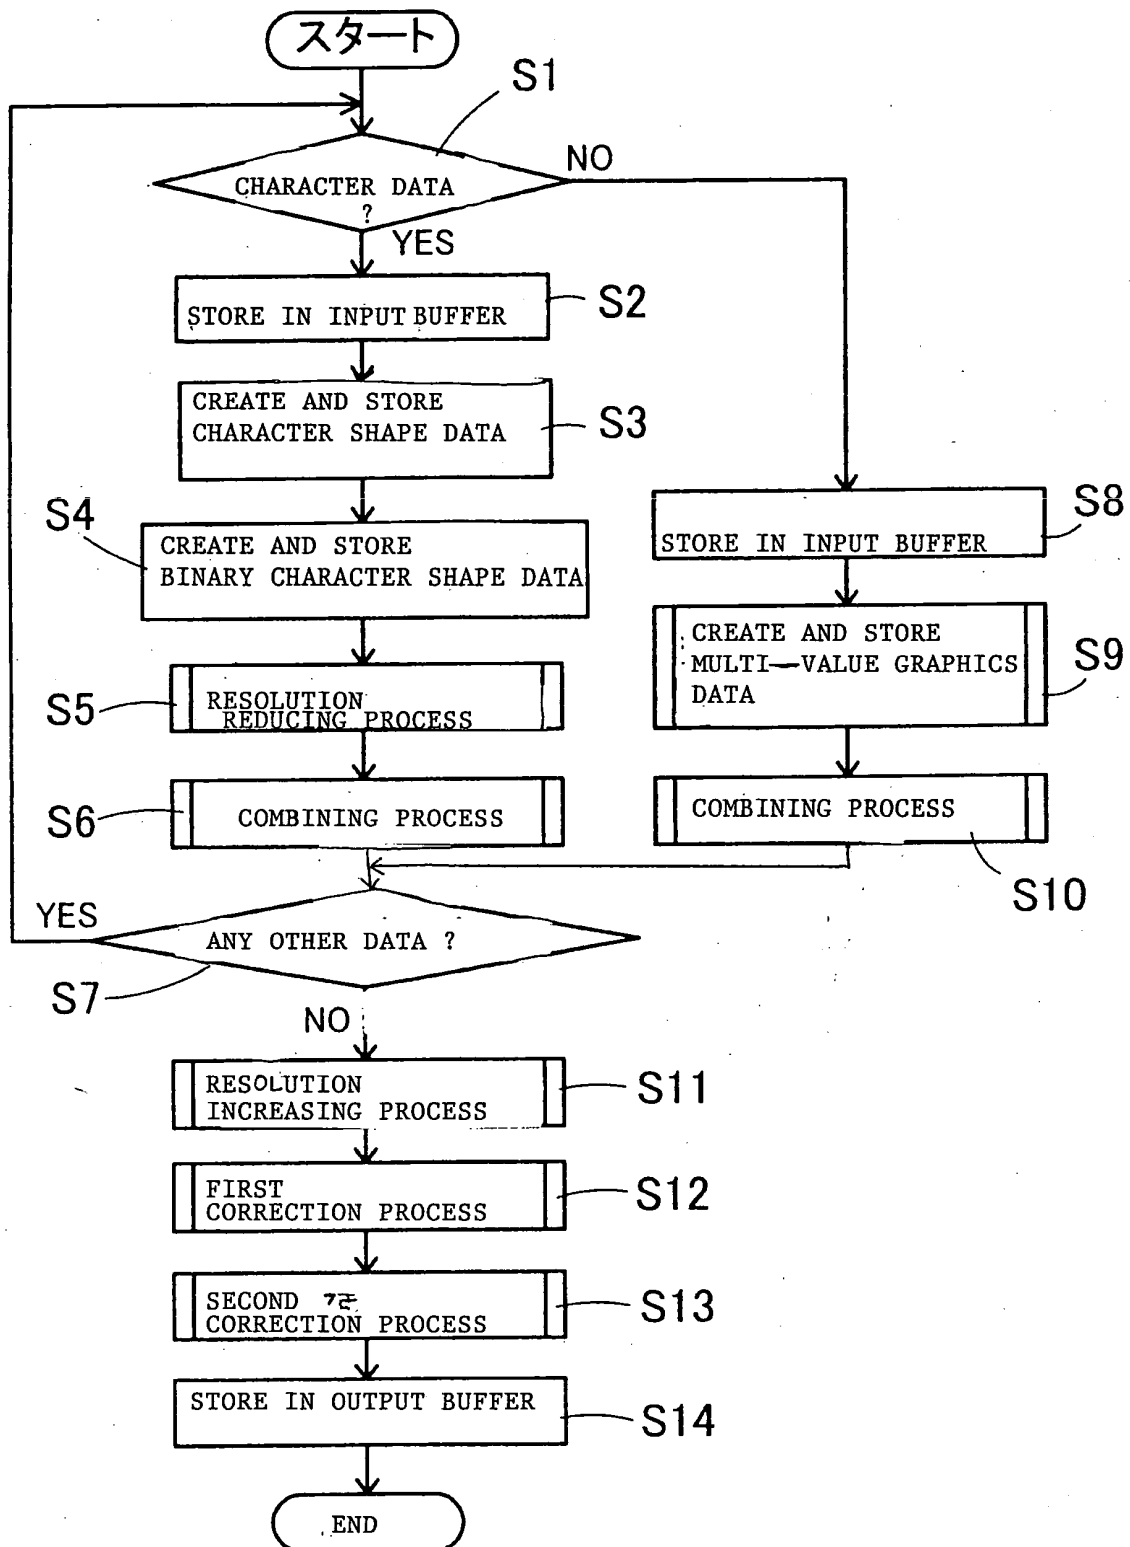 スタート
S1
NO
CHARACTER DATA
?
YES
STORE IN INPUT BUFFER
S2
CREATE AND STORE
CHARACTER SHAPE DATA
S3
S4
CREATE AND STORE
BINARY CHARACTER SHAPE DATA
STORE IN INPUT BUFFER
S8
CREATE AND STORE
MULTI—VALUE GRAPHICS
DATA
S9
S5
RESOLUTION
REDUCING PROCESS
S6
COMBINING PROCESS
COMBINING PROCESS
S10
YES
ANY OTHER DATA ?
S7
NO
RESOLUTION
INCREASING PROCESS
S11
FIRST
CORRECTION PROCESS
S12
SECOND
CORRECTION PROCESS
S13
STORE IN OUTPUT BUFFER
S14
END